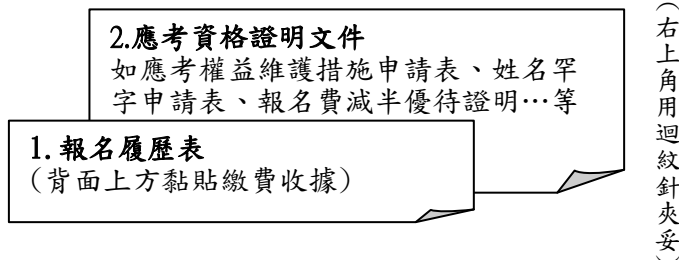 2.應考資格證明文件
如應考權益維護措施申請表、姓名罕
字申請表、報名費減半優待證明…等
1.報名履歷表
(背面上方黏貼繳費收據)
(右上角用迴紋針夾妥)